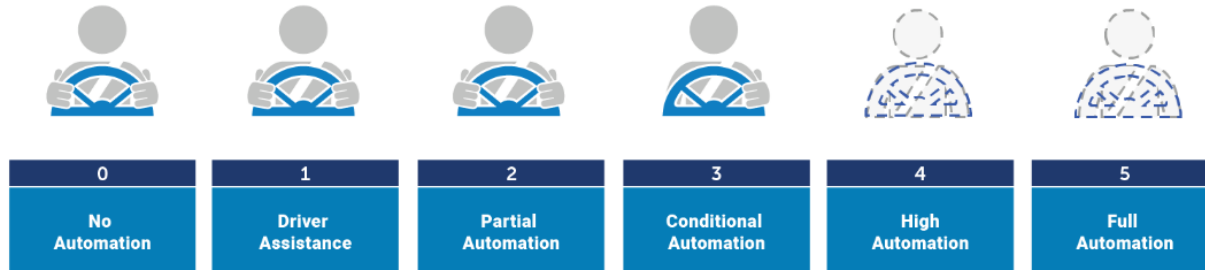 0
No
Automation
1
Driver
Assistance
2
Partial
Automation
3
Conditional
Automation
4
High
Automation
5
Full
Automation